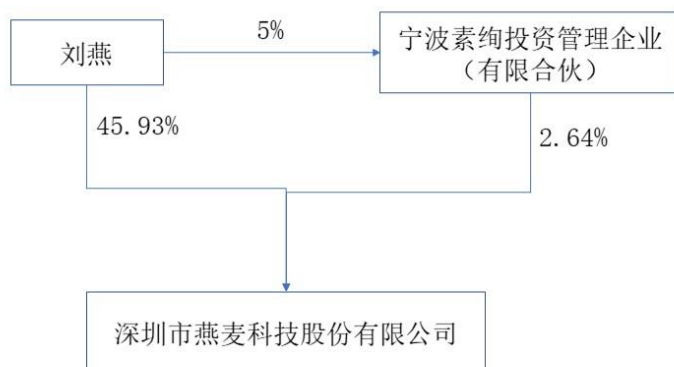 刘燕
5%
宁波素绚投资管理企业
（有限合伙）
45.93%
2.64%
深圳市燕麦科技股份有限公司